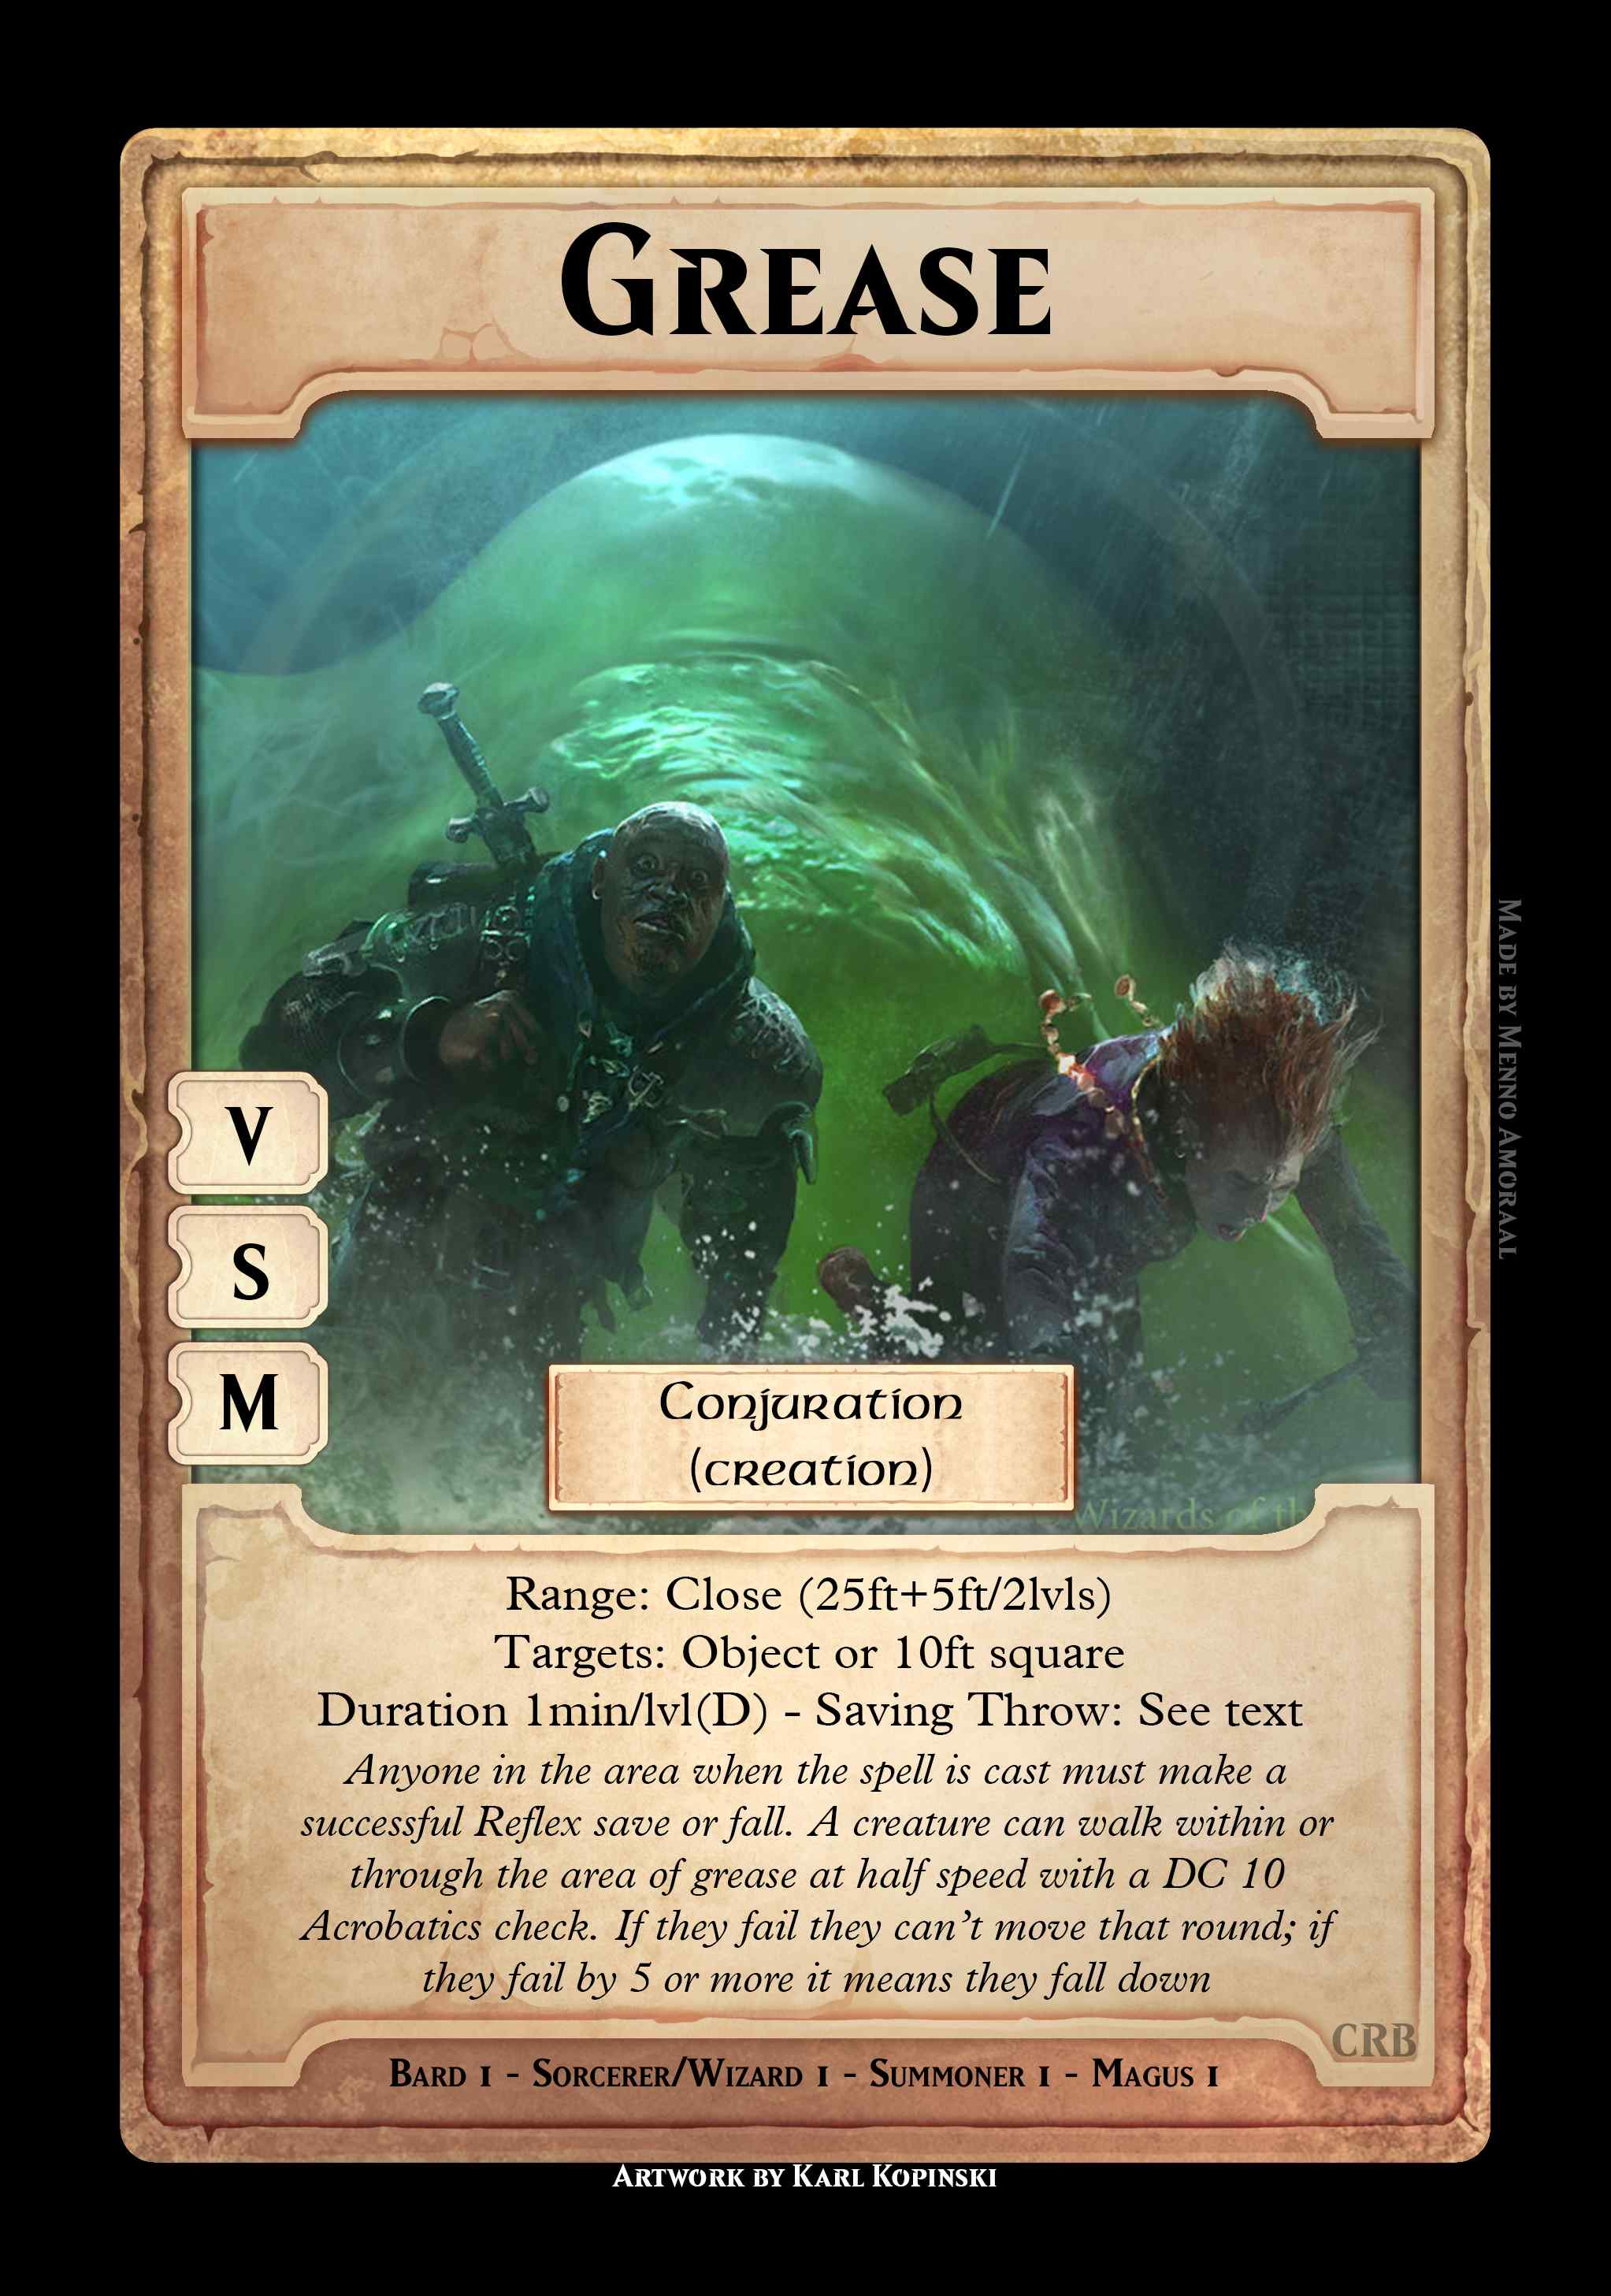 Grease
V
S
M
Conjuration
(creation)
Wizards of th
Range: Close (25ft+5ft/2lvls)
Targets: Object or 10ft square
Duration 1min/lvl(D) - Saving Throw: See text
Anyone in the area when the spell is cast must make a
successful Reflex save or fall. A creature can walk within or
through the area of grease at half speed with a DC 10
Acrobatics check. If they fail they can't move that round; if
they fail by 5 or more it means they fall down
CRB
Bard 1 - Sorcerer/Wizard 1 - Summoner 1 - Magus 1
Artwork by Karl Kopinski
Made by Menno Amoraal